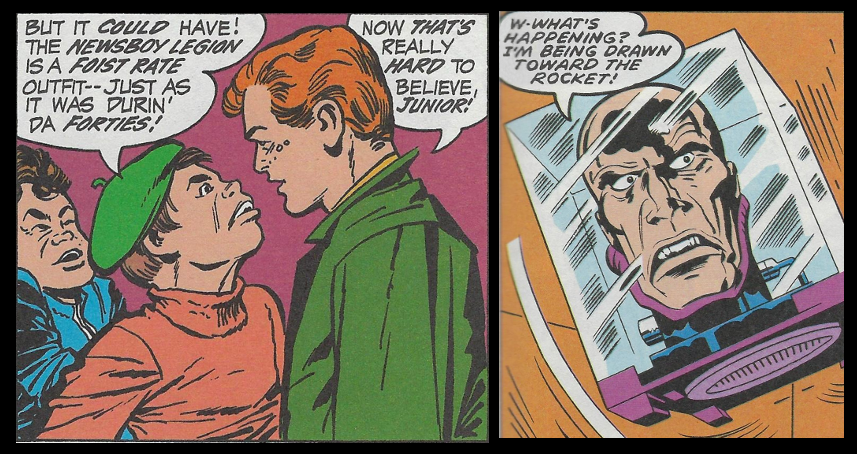 BUT IT COULD HAVE!
THE NEWSBOY LEGION
IS A FOIST RATE
OUTFIT--JUST AS
IT WAS DURIN'
DA FORTIES!
NOW THAT'S
REALLY
HARD TO
BELIEVE,
JUNIOR!
W-WHAT'S
HAPPENING?
I'M BEING DRAWN
TOWARD THE
ROCKET!